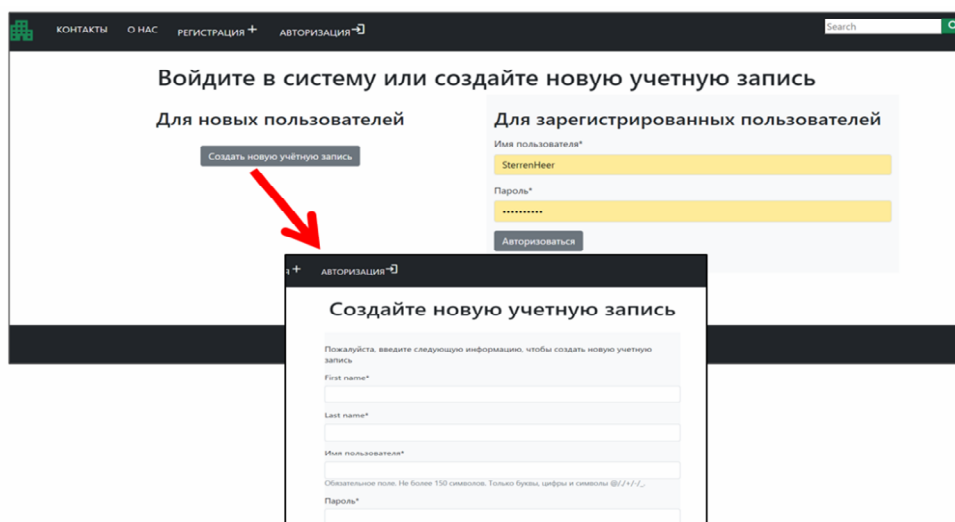 КОНТАКТЫ О НАС РЕГИСТРАЦИЯ + АВТОРИЗАЦИЯ Search
Войдите в систему или создайте новую учетную запись
Для новых пользователей
Создать новую учётную запись
Для зарегистрированных пользователей
Имя пользователя*
SterrenHeer
Пароль*
••••••••••
Авторизоваться
я + АВТОРИЗАЦИЯ
Создайте новую учетную запись
Пожалуйста, введите следующую информацию, чтобы создать новую учетную
запись
First name*
Last name*
Имя пользователя*
Обязательное поле. Не более 150 символов. Только буквы, цифры и символы @/./+/-/_.
Пароль*